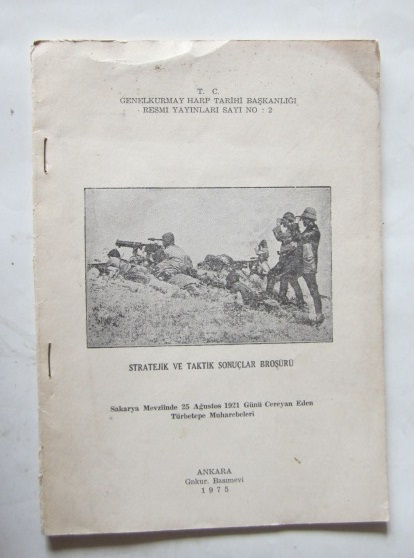 T. C.
GENELKURMAY HARP TARİHİ BAŞKANLIĞI
RESMİ YAYINLARI SAYI NO : 2
STRATEJİK VE TAKTİK SONUÇLAR BROŞÜRÜ
Sakarya Mevziinde 25 Ağustos 1921 Günü Cereyan Eden
Türbetepe Muharebeleri
ANKARA
Gnkur. Basımevi
1975